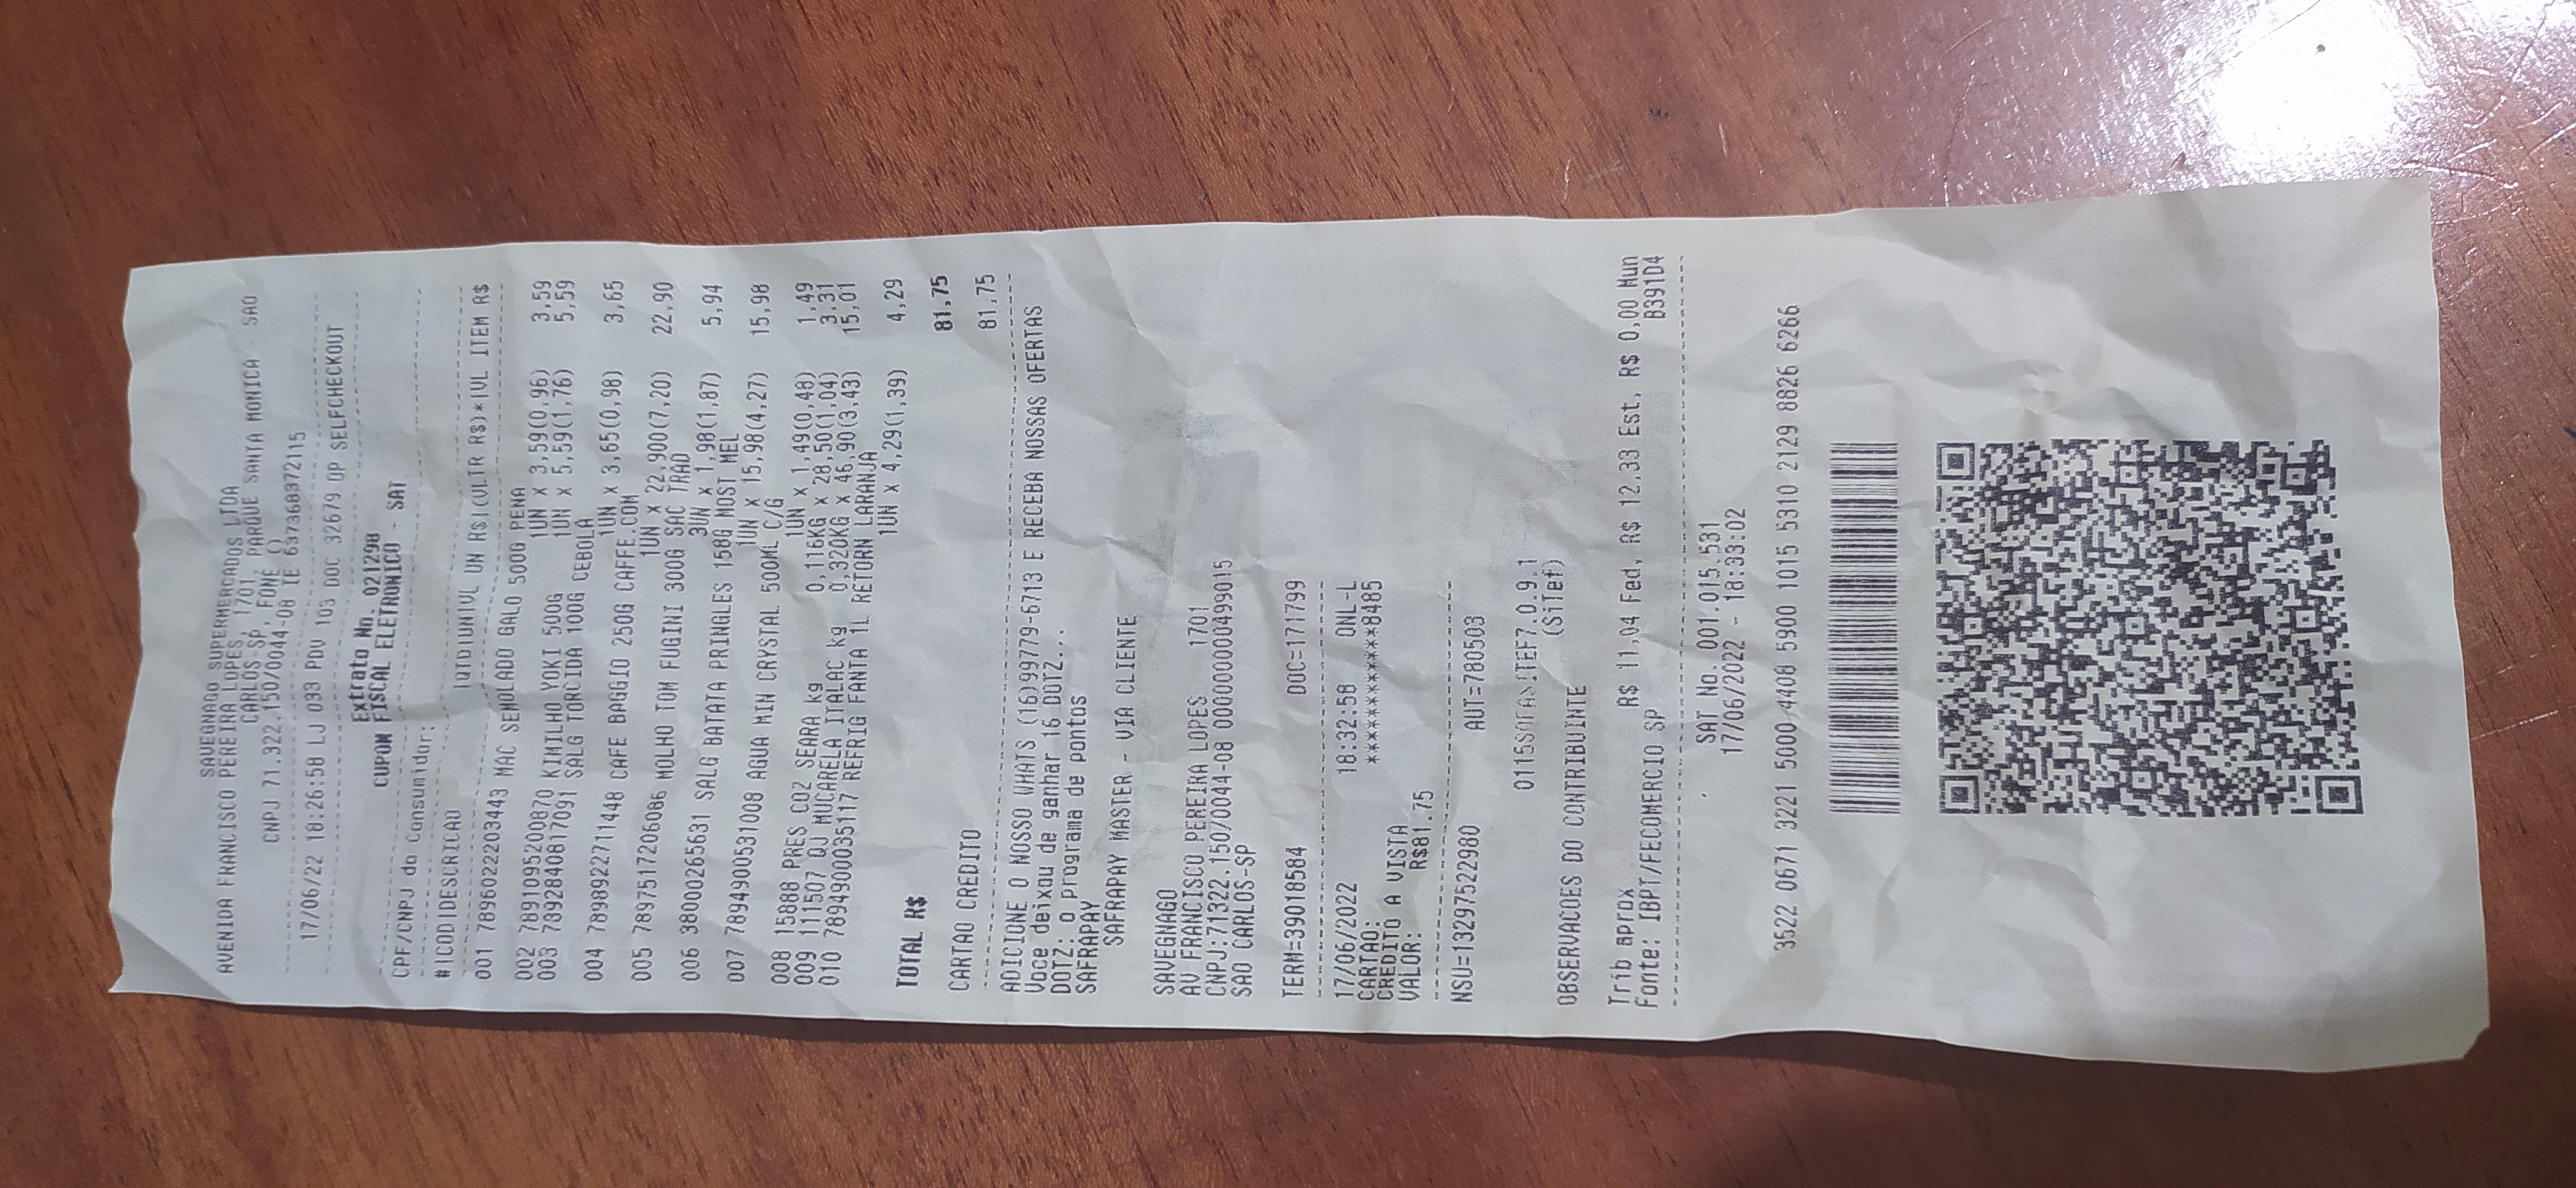 SAVEGNAGO SUPERMERCADOS LTDA
AVENIDA FRANCISCO PEREIRA LOPES, 1701, PARQUE SANTA MONICA - SAO
CARLOS-SP, FONE ()
CNPJ 71.322.150/0044-08 IE 637368372115
17/06/22 18:26:58 LJ 033 PDV 103 DOC 32679 OP SELFCHECKOUT
Extrato No. 021298
CUPOM FISCAL ELETRONICO - SAT
CPF/CNPJ do Consumidor:
#|COD|DESCRICAO |QTD|UN|VL UN R$|(VLTR R$)*|VL ITEM R$
001 7896022203443 MAC SEMOLADO GALO 500G PENA
1UN x 3,59(0,96) 3,59
002 7891095200870 KIMILHO YOKI 500G 1UN x 5,59(1,76) 5,59
003 7892840817091 SALG TORCIDA 100G CEBOLA
1UN x 3,65(0,98) 3,65
004 7898922711448 CAFE BAGGIO 250G CAFFE.COM
1UN x 22,900(7,20) 22,90
005 7897517206086 MOLHO TOM FUGINI 300G SAC TRAD
3UN x 1,98(1,87) 5,94
006 38000265631 SALG BATATA PRINGLES 158G MOST MEL
1UN x 15,98(4,27) 15,98
007 7894900531008 AGUA MIN CRYSTAL 500ML C/G
1UN x 1,49(0,48) 1,49
008 15888 PRES COZ SEARA kg 0,116KG x 28,50(1,04) 3,31
009 111507 QJ MUCARELA ITALAC kg 0,320KG x 46,90(3,43) 15,01
010 7894900035117 REFRIG FANTA 1L RETORN LARANJA
1UN x 4,29(1,39) 4,29
TOTAL R$ 81,75
CARTAO CREDITO 81,75
ADICIONE O NOSSO WHATS (16)99779-6713 E RECEBA NOSSAS OFERTAS
Voce deixou de ganhar 16 DOTZ...
DOTZ: o programa de pontos
SAFRAPAY
SAFRAPAY MASTER - VIA CLIENTE
SAVEGNAGO
AV FRANCISCO PEREIRA LOPES 1701
CNPJ:71322.150/0044-08 000000000499015
SAO CARLOS-SP
TERM=39018584 DOC=171799
17/06/2022 18:32:58 ONL-L
CARTAO: ************8485
CREDITO A VISTA
VALOR: R$81.75
NSU=13297522980 AUT=780503
(SiTef)
OBSERVACOES DO CONTRIBUINTE
Trib aprox R$ 11,04 Fed, R$ 12,33 Est, R$ 0,00 Mun
Fonte: IBPT/FECOMERCIO SP B391D4
SAT No. 001.015.531
17/06/2022 - 18:33:02
3522 0671 3221 5000 4408 5900 1015 5310 2129 8826 6266